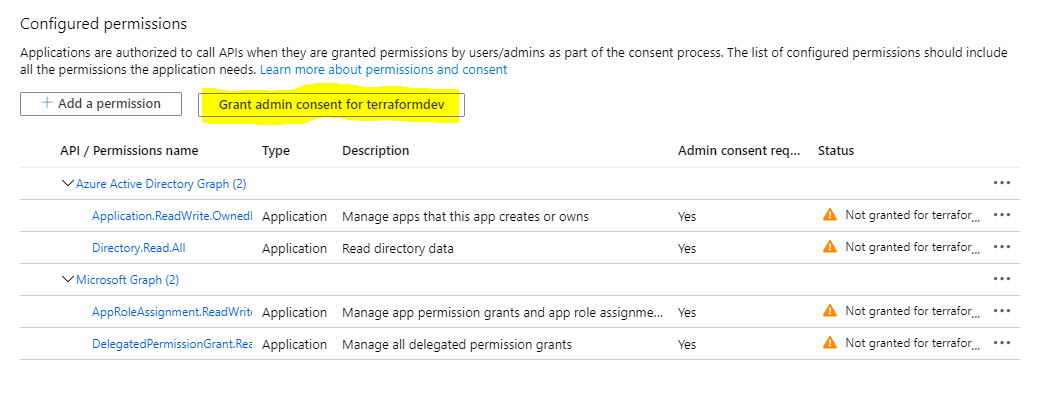 Configured permissions
Applications are authorized to call APIs when they are granted permissions by users/admins as part of the consent process. The list of configured permissions should include
all the permissions the application needs. Learn more about permissions and consent
+ Add a permission Grant admin consent for terraformdev
API / Permissions name Type Description Admin consent req... Status
Azure Active Directory Graph (2) ...
Application.ReadWrite.OwnedI Application Manage apps that this app creates or owns Yes Not granted for terrafor... ...
Directory.Read.All Application Read directory data Yes Not granted for terrafor... ...
Microsoft Graph (2) ...
AppRoleAssignment.ReadWrite Application Manage app permission grants and app role assignme... Yes Not granted for terrafor... ...
DelegatedPermissionGrant.Rea Application Manage all delegated permission grants Yes Not granted for terrafor... ...